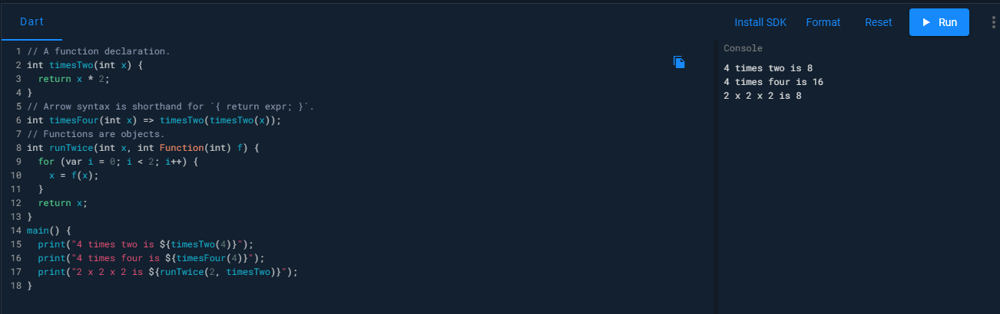 Dart
Install SDK Format Reset Run
1 // A function declaration.
2 int timesTwo(int x) {
3   return x * 2;
4 }
5 // Arrow syntax is shorthand for `{ return expr; }`.
6 int timesFour(int x) => timesTwo(timesTwo(x));
7 // Functions are objects.
8 int runTwice(int x, int Function(int) f) {
9   for (var i = 0; i < 2; i++) {
10     x = f(x);
11   }
12   return x;
13 }
14 main() {
15   print("4 times two is ${timesTwo(4)}");
16   print("4 times four is ${timesFour(4)}");
17   print("2 x 2 x 2 is ${runTwice(2, timesTwo)}");
18 }
Console
4 times two is 8
4 times four is 16
2 x 2 x 2 is 8